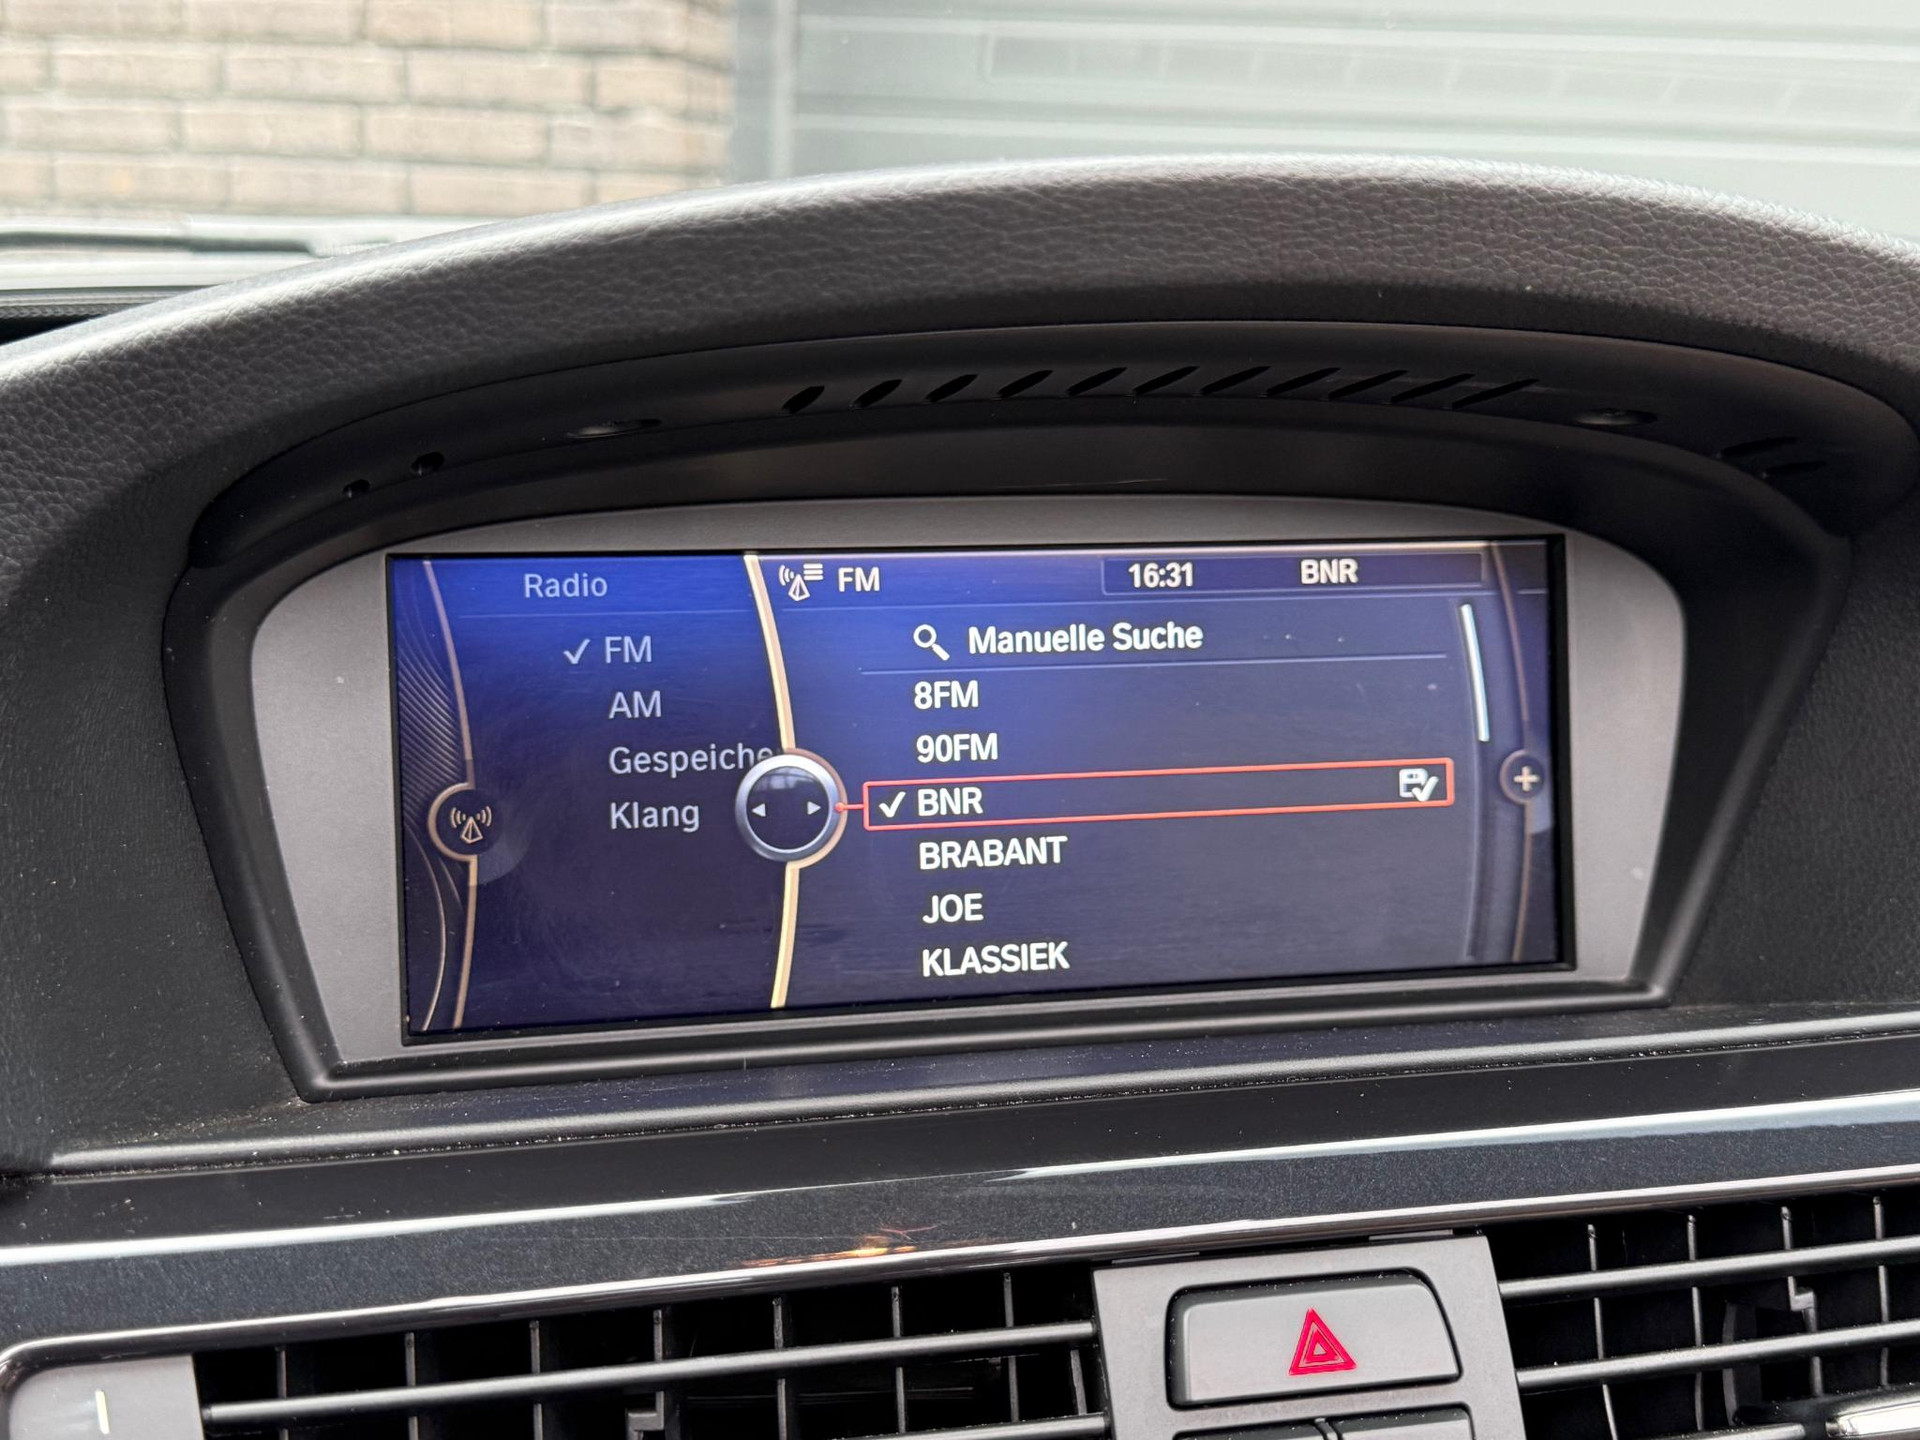 Radio
FM
AM
Gespeiche
Klang
FM
16:31
BNR
Manuelle Suche
8FM
90FM
BNR
BRABANT
JOE
KLASSIEK